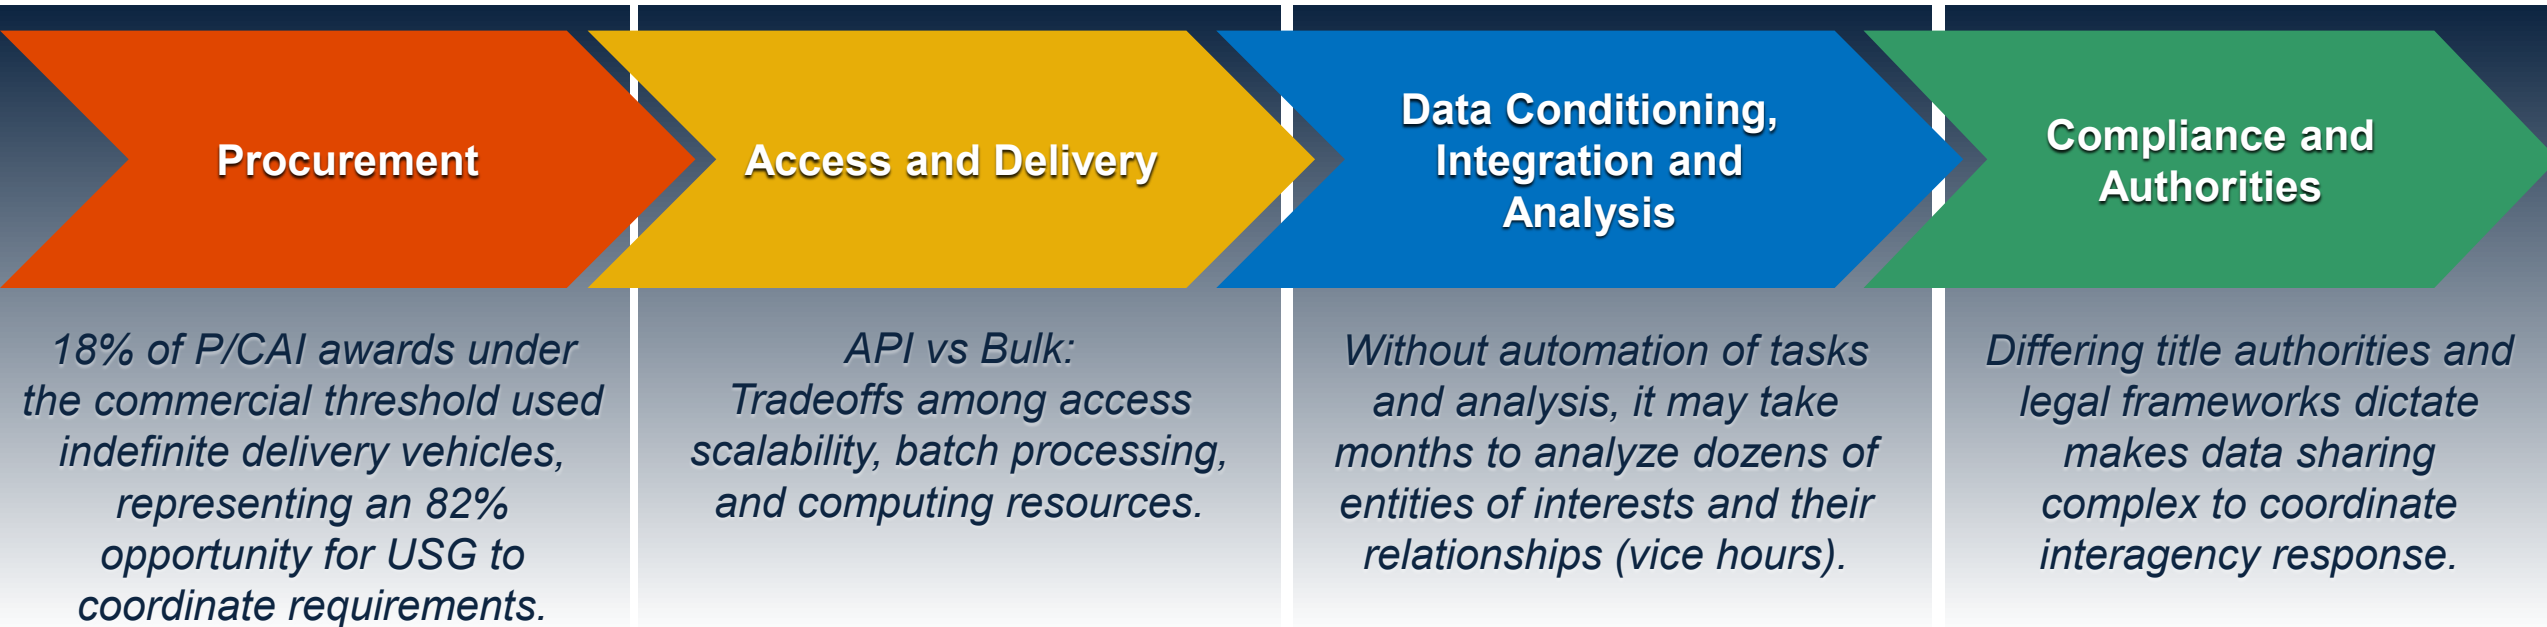 Procurement
18% of P/CAI awards under
the commercial threshold used
indefinite delivery vehicles,
representing an 82%
opportunity for USG to
coordinate requirements.
Access and Delivery
API vs Bulk:
Tradeoffs among access
scalability, batch processing,
and computing resources.
Data Conditioning,
Integration and
Analysis
Without automation of tasks
and analysis, it may take
months to analyze dozens of
entities of interests and their
relationships (vice hours).
Compliance and
Authorities
Differing title authorities and
legal frameworks dictate
makes data sharing
complex to coordinate
interagency response.